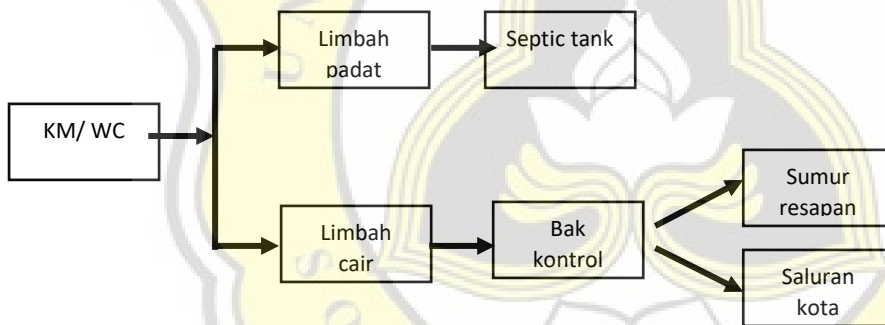 Limbah
padat
Septic tank
KM/ WC
Limbah
cair
Bak
kontrol
Sumur
resapan
Saluran
kota